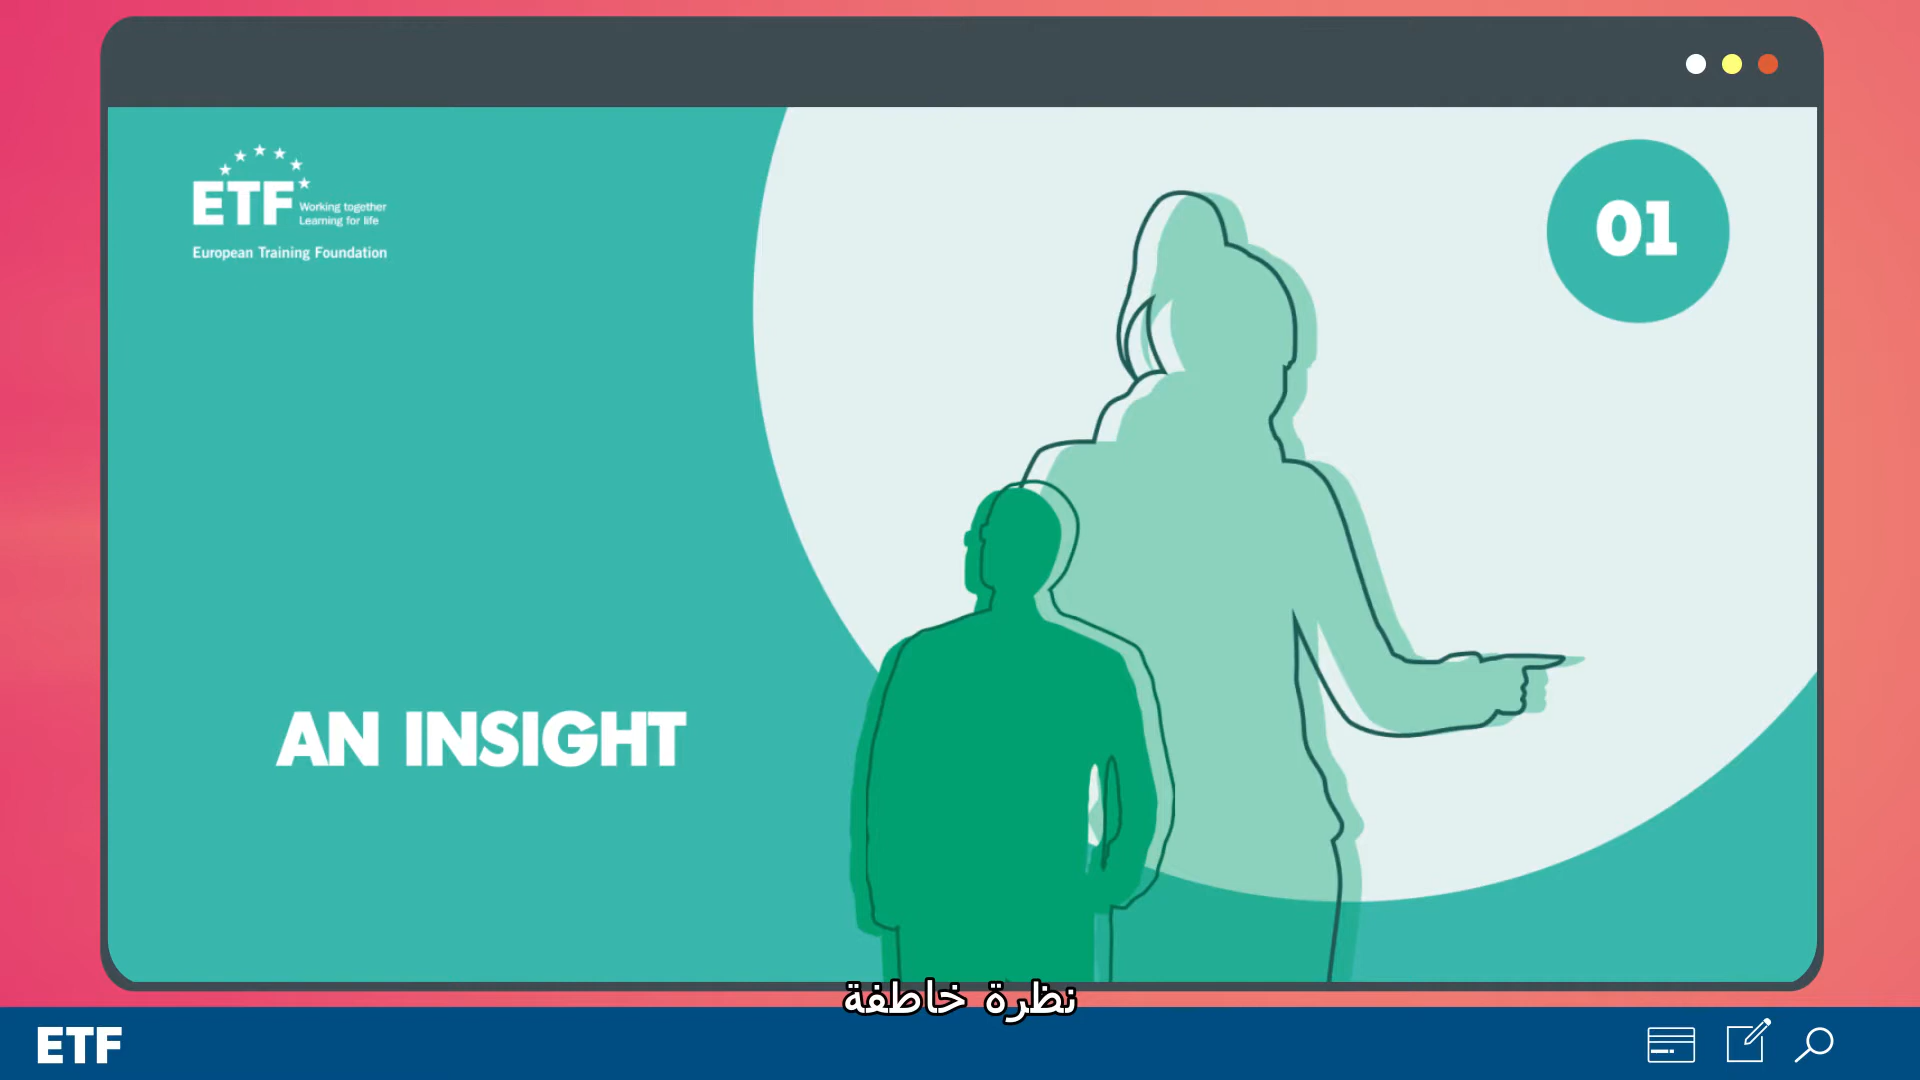 ETF
Working together
Learning for life
European Training Foundation
01
AN INSIGHT
نظرة خاطفة
ETF